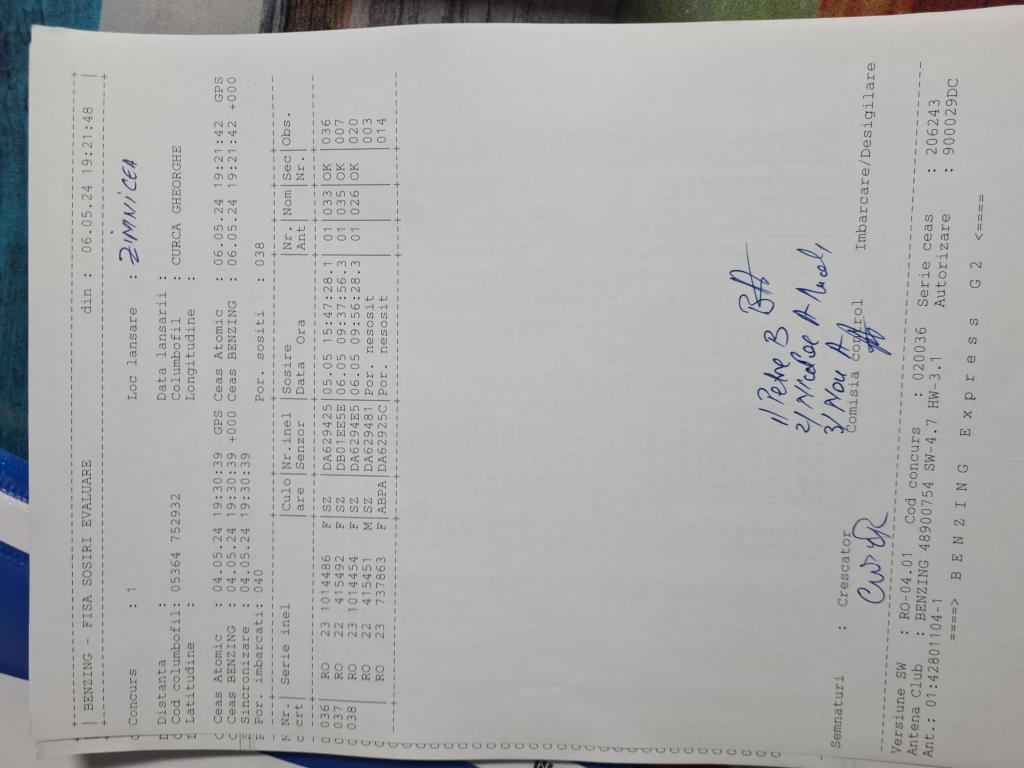 +------------------------------------------------------------------------+
| BENZING - FISA SOSIRI EVALUARE din : 06.05.24 19:21:48 |
+------------------------------------------------------------------------+
Concurs : 1 Loc lansare : ZIMNICEA
Distanta : Data lansarii :
Cod columbofil: 05364 752932 Columbofil : CURCA GHEORGHE
Latitudine : Longitudine :
Ceas Atomic : 04.05.24 19:30:39 GPS Ceas Atomic : 06.05.24 19:21:42 GPS
Ceas BENZING : 04.05.24 19:30:39 +000 Ceas BENZING : 06.05.24 19:21:42 +000
Sincronizare : 04.05.24 19:30:39
Por. imbarcati: 040 Por. sositi : 038
Nr. | Serie inel |Culo|Nr.inel |Sosire |Nr. |Nom|Sec|Obs.
crt| |are |Senzor |Data Ora |Ant | |Nr.|
036 RO 23 1014486 F SZ |DA629425|05.05 15:47:28.1| 01|033|OK |036
037 RO 22 415492 F SZ |DB01EE5E|06.05 09:37:56.3| 01|035|OK |007
038 RO 23 1014454 F SZ |DA6294E5|06.05 09:56:28.3| 01|026|OK |020
RO 22 415451 M SZ |DA629481|Por. nesosit | | | |003
RO 23 737863 F ABPA|DA62925C|Por. nesosit | | | |014
1) Petre B
2) Nicolae A
3) Nou A
Semnaturi : Crescator Comisia control Imbarcare/Desigilare
Versiune SW : RO-04.01 Cod concurs : 020036 Serie ceas : 206243
Antena Club : BENZING 48900754 SW-4.7 HW-3.1 Autorizare : 900029DC
Ant.: 01:42801104-1
====> B E N Z I N G E x p r e s s G 2 <====